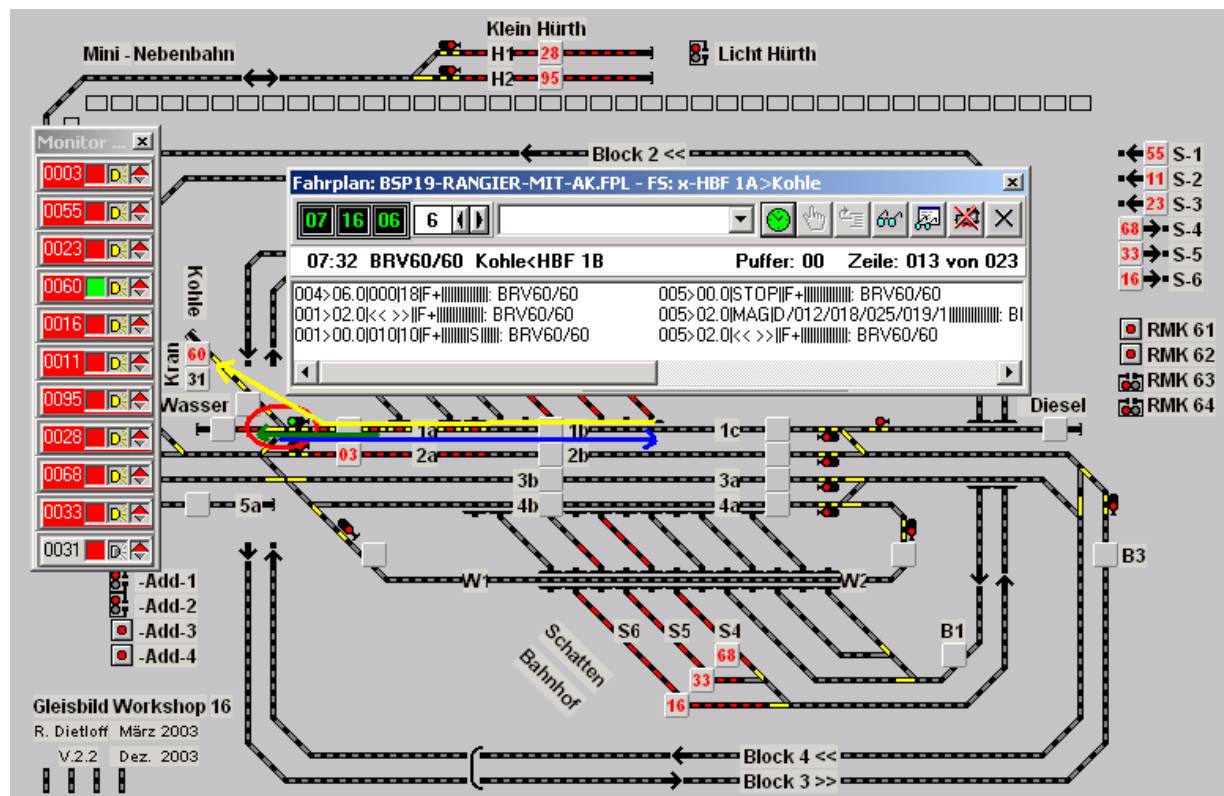 Klein Hürth
Mini - Nebenbahn
H1 28
Licht Hürth
H2 95
Monitor ...
Block 2 <<
55 S-1
11 S-2
23 S-3
68 S-4
33 S-5
16 S-6
0003 D
0055 D
0023 D
0060 D
0016 D
0011 D
0095 D
0028 D
0068 D
0033 D
0031 D
Fahrplan: BSP19-RANGIER-MIT-AK.FPL - FS: x-HBF 1A>Kohle
07 16 06 6
07:32 BRV60/60 Kohle<HBF 1B Puffer: 00 Zeile: 013 von 023
004>06.0|000|18|F+|||||||||||||: BRV60/60
001>02.0|<< >>||F+|||||||||||||: BRV60/60
001>00.0|010|10|F+||||||||S||||: BRV60/60
005>00.0|STOP||F+|||||||||||||: BRV60/60
005>02.0|MAGID/012/018/025/019/1|||||||||||||: BI
005>02.0|<< >>||F+|||||||||||||: BRV60/60
RMK 61
RMK 62
RMK 63
RMK 64
Kohle
Kran
60
31
Wasser
Diesel
1a 1b 1c
03 2a 2b
3b 3a
5a 4b 4a
W1 W2
B3
-Add-1
-Add-2
-Add-3
-Add-4
S6 S5 S4
B1
68
33
16
Schatten
Bahnhof
Gleisbild Workshop 16
R. Dietloff März 2003
V.2.2 Dez. 2003
Block 4 <<
Block 3 >>